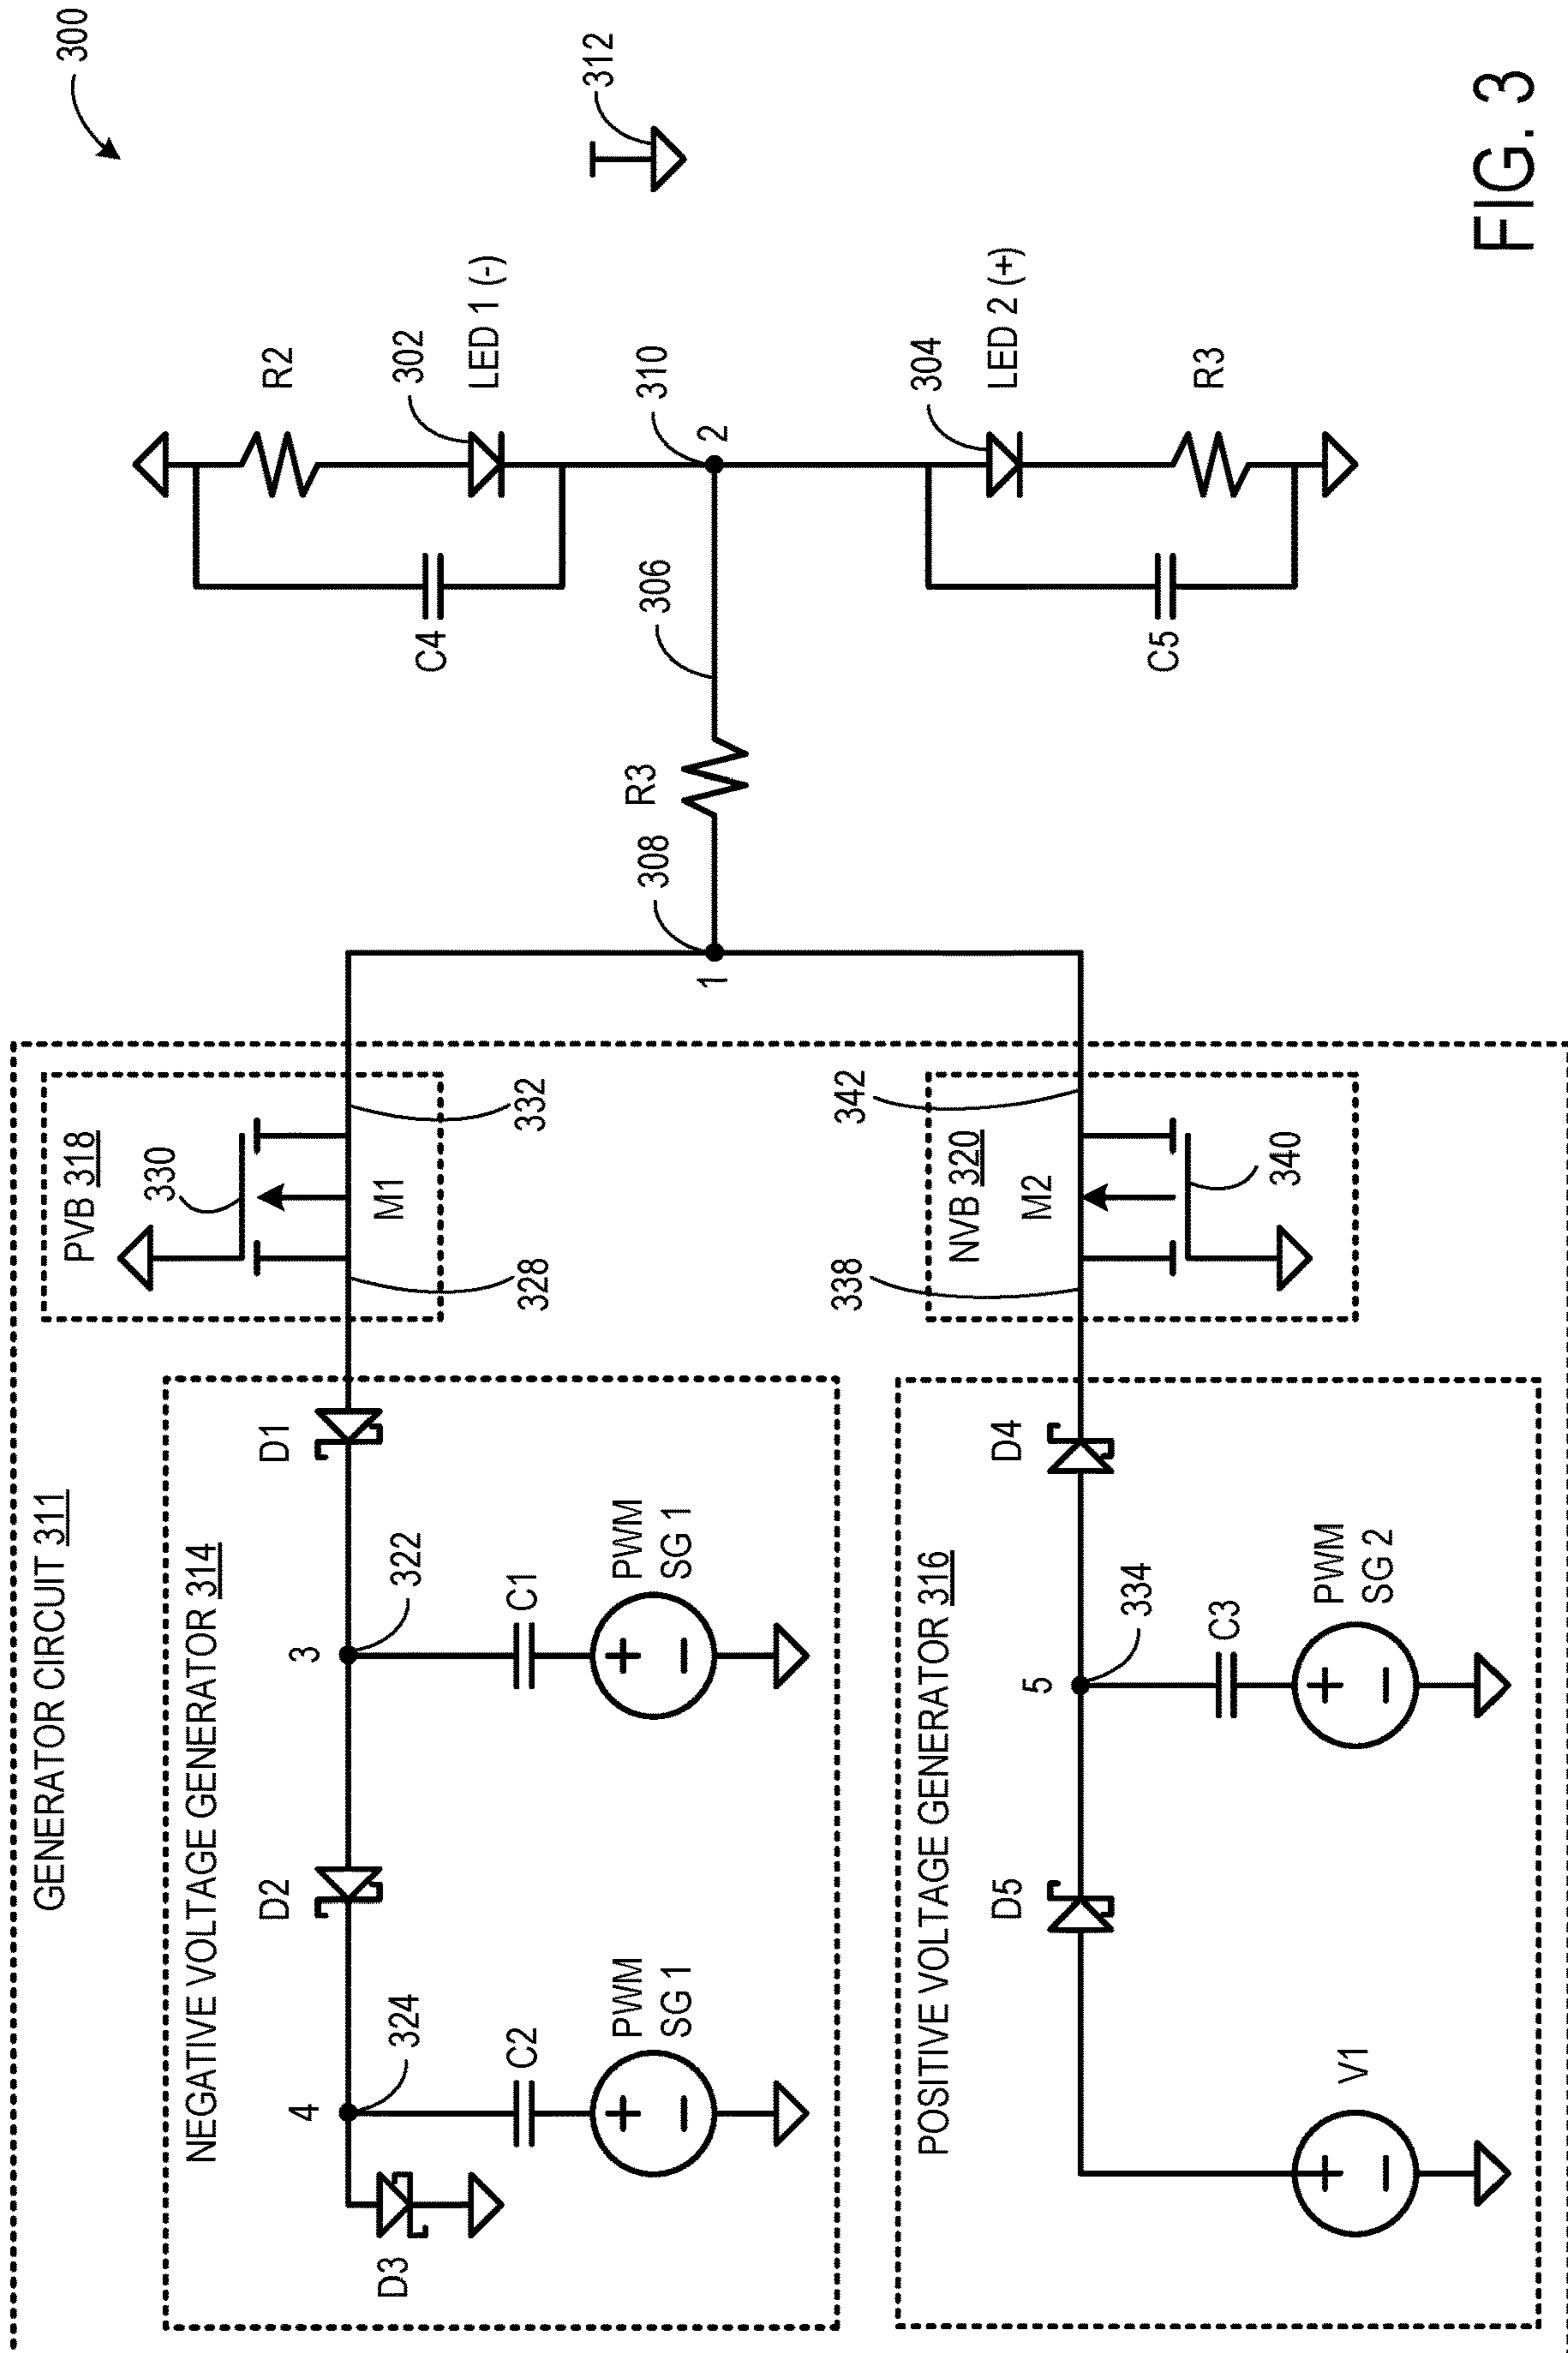 300
GENERATOR CIRCUIT 311
PVB 318
330
M1
328
332
NEGATIVE VOLTAGE GENERATOR 314
D3
4
324
C2
PWM
SG 1
D2
3
322
C1
PWM
SG 1
D1
1
308
R3
306
310
2
C4
R2
302
LED 1 (-)
312
POSITIVE VOLTAGE GENERATOR 316
V1
D5
5
334
C3
PWM
SG 2
D4
NVB 320
338
342
M2
340
C5
304
LED 2 (+)
R3
FIG. 3